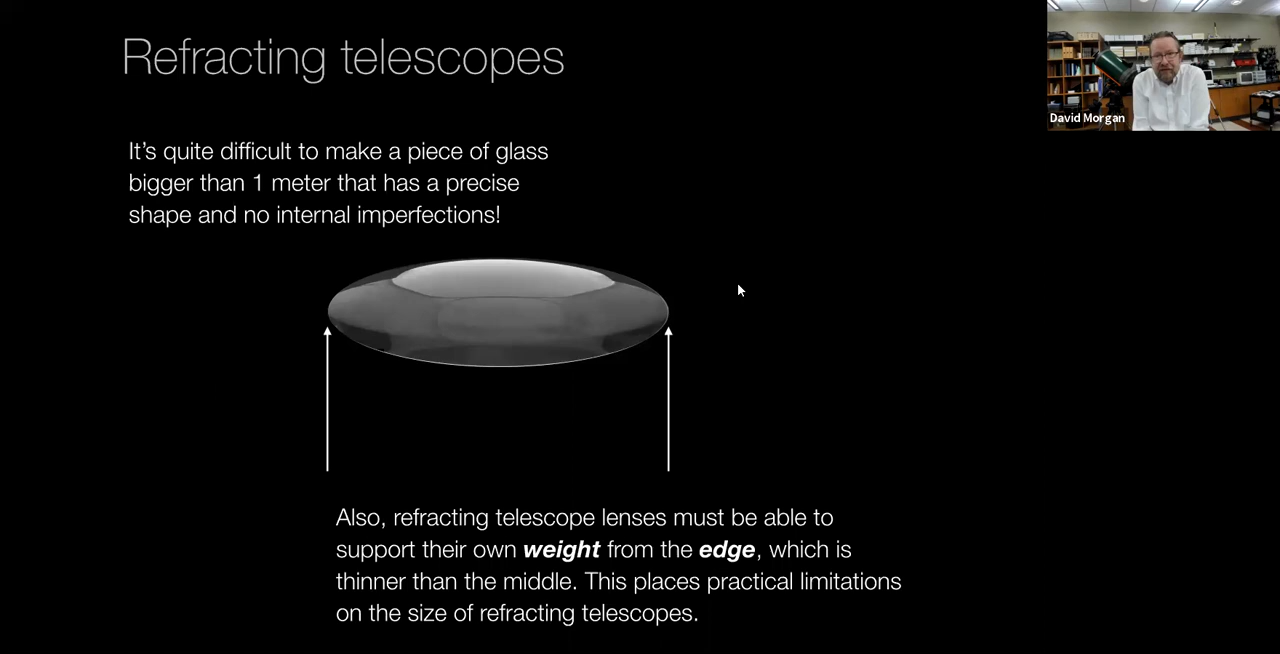 Refracting telescopes
David Morgan
It's quite difficult to make a piece of glass
bigger than 1 meter that has a precise
shape and no internal imperfections!
Also, refracting telescope lenses must be able to
support their own weight from the edge, which is
thinner than the middle. This places practical limitations
on the size of refracting telescopes.